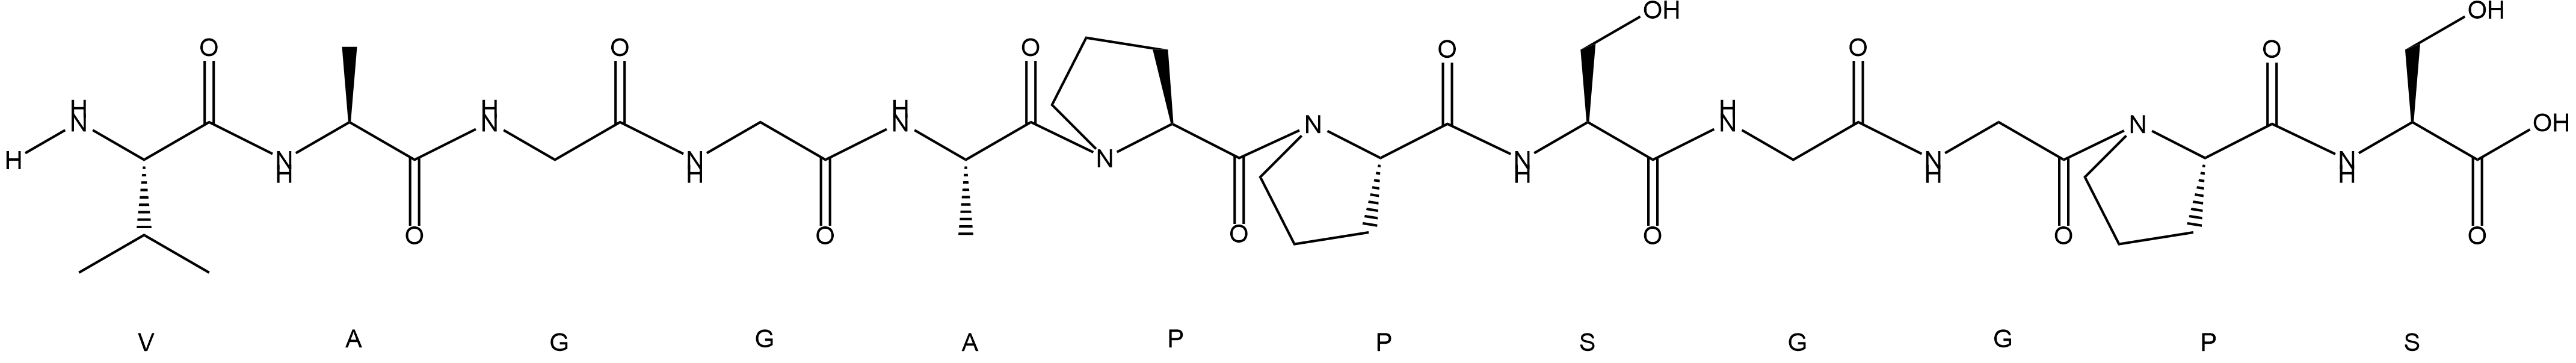 O O O O OH O O OH
H N N H H N N H H N N N O N H O H N O N H O N O N H O OH
H O O O O O
V A G G A P P S G G P S